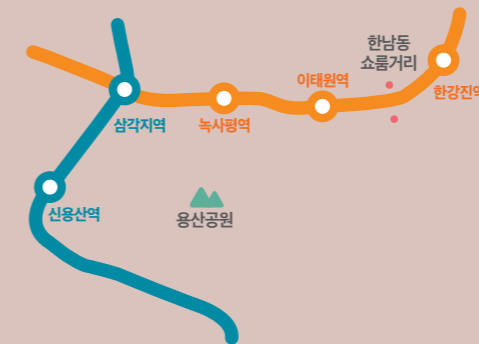 한남동
쇼룸거리
이태원역
한강진역
삼각지역
녹사평역
신용산역
용산공원